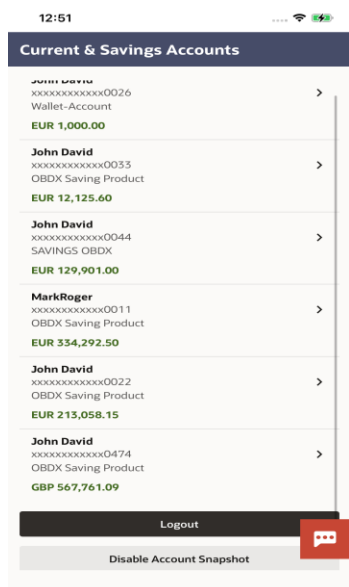 12:51
Current & Savings Accounts
John David
xxxxxxxxxxxx0026
Wallet-Account
EUR 1,000.00
John David
xxxxxxxxxxxx0033
OBDX Saving Product
EUR 12,125.60
John David
xxxxxxxxxxxx0044
SAVINGS OBDX
EUR 129,901.00
MarkRoger
xxxxxxxxxxxx0011
OBDX Saving Product
EUR 334,292.50
John David
xxxxxxxxxxxx0022
OBDX Saving Product
EUR 213,058.15
John David
xxxxxxxxxxxx0474
OBDX Saving Product
GBP 567,761.09
Logout
Disable Account Snapshot